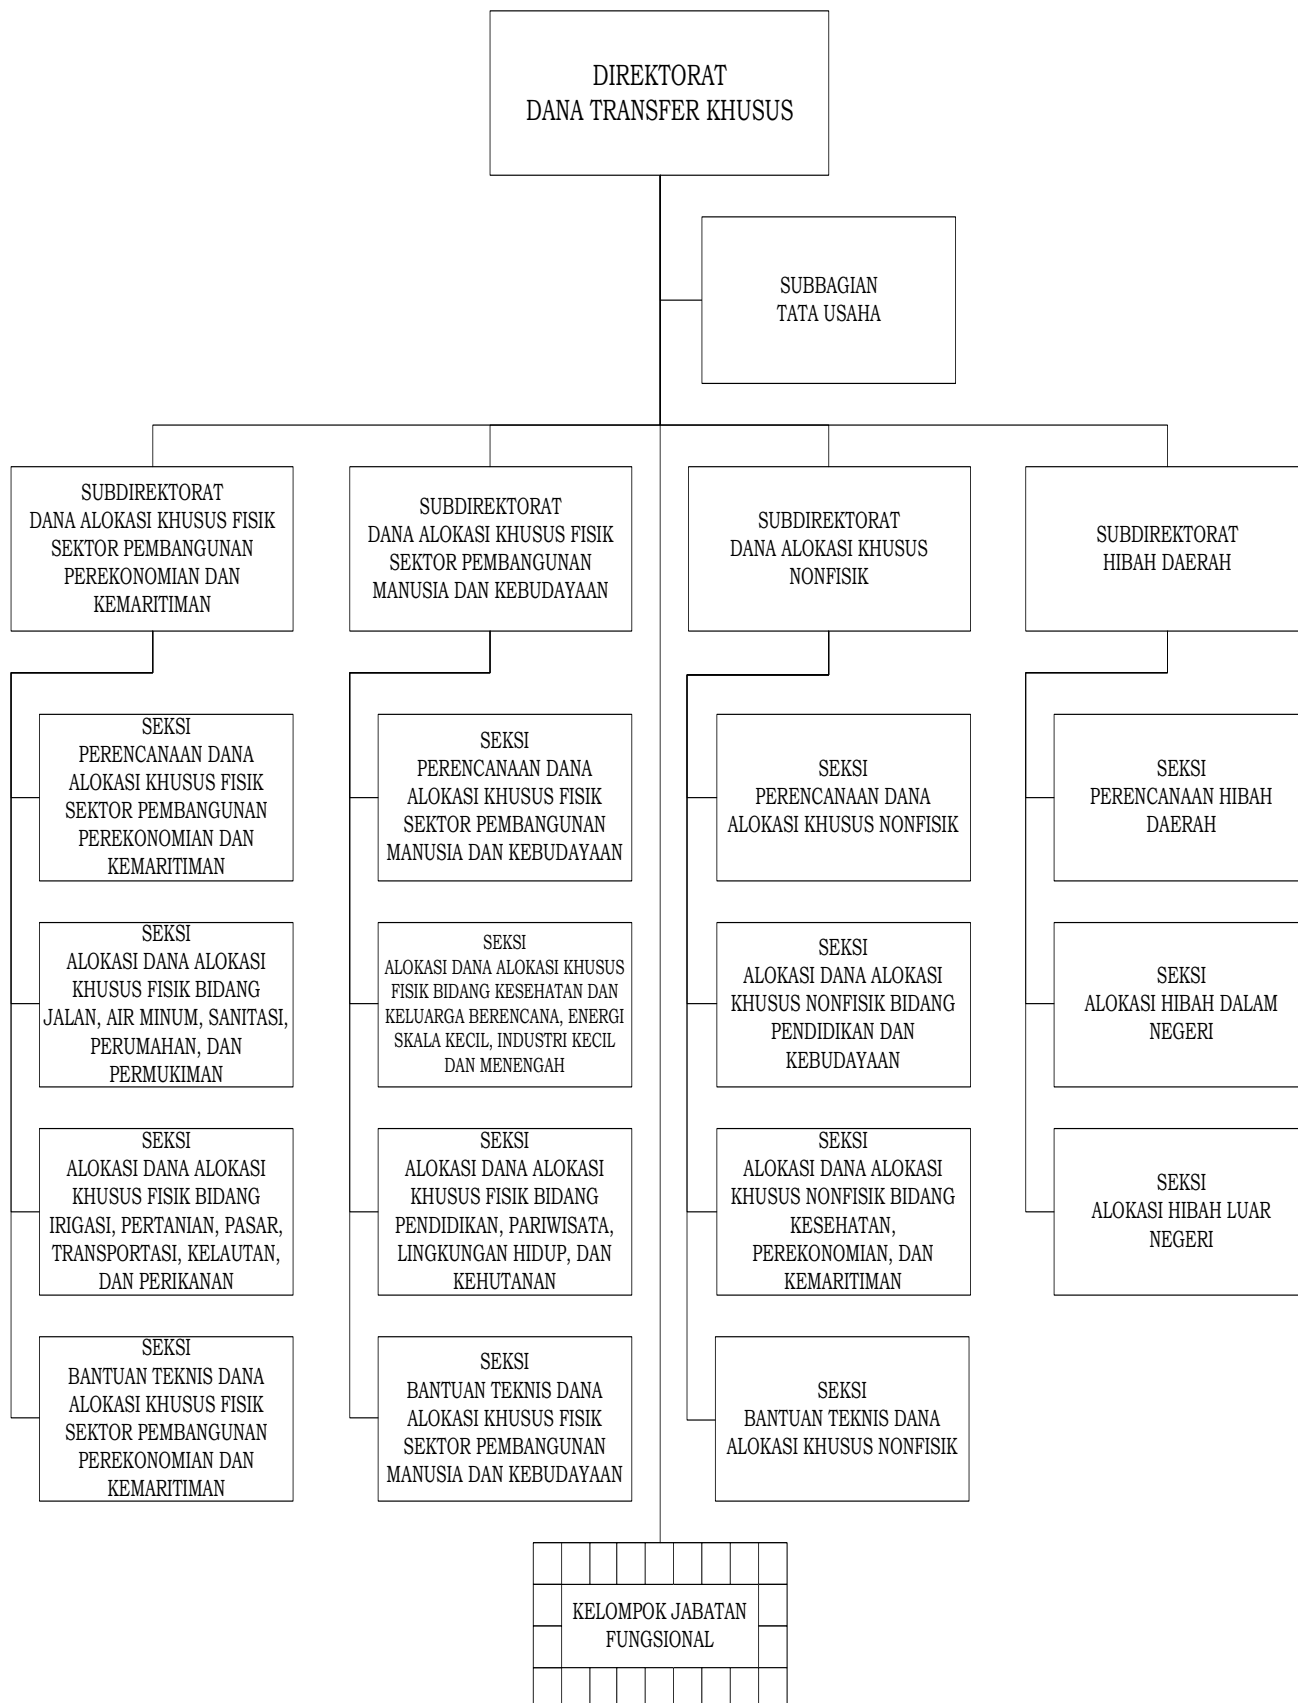 DIREKTORAT
DANA TRANSFER KHUSUS
SUBBAGIAN
TATA USAHA
SUBDIREKTORAT
DANA ALOKASI KHUSUS FISIK
SEKTOR PEMBANGUNAN
PEREKONOMIAN DAN
KEMARITIMAN
SUBDIREKTORAT
DANA ALOKASI KHUSUS FISIK
SEKTOR PEMBANGUNAN
MANUSIA DAN KEBUDAYAAN
SUBDIREKTORAT
DANA ALOKASI KHUSUS
NONFISIK
SUBDIREKTORAT
HIBAH DAERAH
SEKSI
PERENCANAAN DANA
ALOKASI KHUSUS FISIK
SEKTOR PEMBANGUNAN
PEREKONOMIAN DAN
KEMARITIMAN
SEKSI
PERENCANAAN DANA
ALOKASI KHUSUS FISIK
SEKTOR PEMBANGUNAN
MANUSIA DAN KEBUDAYAAN
SEKSI
PERENCANAAN DANA
ALOKASI KHUSUS NONFISIK
SEKSI
PERENCANAAN HIBAH
DAERAH
SEKSI
ALOKASI DANA ALOKASI
KHUSUS FISIK BIDANG
JALAN, AIR MINUM, SANITASI,
PERUMAHAN, DAN
PERMUKIMAN
SEKSI
ALOKASI DANA ALOKASI KHUSUS
FISIK BIDANG KESEHATAN DAN
KELUARGA BERENCANA, ENERGI
SKALA KECIL, INDUSTRI KECIL
DAN MENENGAH
SEKSI
ALOKASI DANA ALOKASI
KHUSUS NONFISIK BIDANG
PENDIDIKAN DAN
KEBUDAYAAN
SEKSI
ALOKASI HIBAH DALAM
NEGERI
SEKSI
ALOKASI DANA ALOKASI
KHUSUS FISIK BIDANG
IRIGASI, PERTANIAN, PASAR,
TRANSPORTASI, KELAUTAN,
DAN PERIKANAN
SEKSI
ALOKASI DANA ALOKASI
KHUSUS FISIK BIDANG
PENDIDIKAN, PARIWISATA,
LINGKUNGAN HIDUP, DAN
KEHUTANAN
SEKSI
ALOKASI DANA ALOKASI
KHUSUS NONFISIK BIDANG
KESEHATAN,
PEREKONOMIAN, DAN
KEMARITIMAN
SEKSI
ALOKASI HIBAH LUAR
NEGERI
SEKSI
BANTUAN TEKNIS DANA
ALOKASI KHUSUS FISIK
SEKTOR PEMBANGUNAN
PEREKONOMIAN DAN
KEMARITIMAN
SEKSI
BANTUAN TEKNIS DANA
ALOKASI KHUSUS FISIK
SEKTOR PEMBANGUNAN
MANUSIA DAN KEBUDAYAAN
SEKSI
BANTUAN TEKNIS DANA
ALOKASI KHUSUS NONFISIK
KELOMPOK JABATAN
FUNGSIONAL